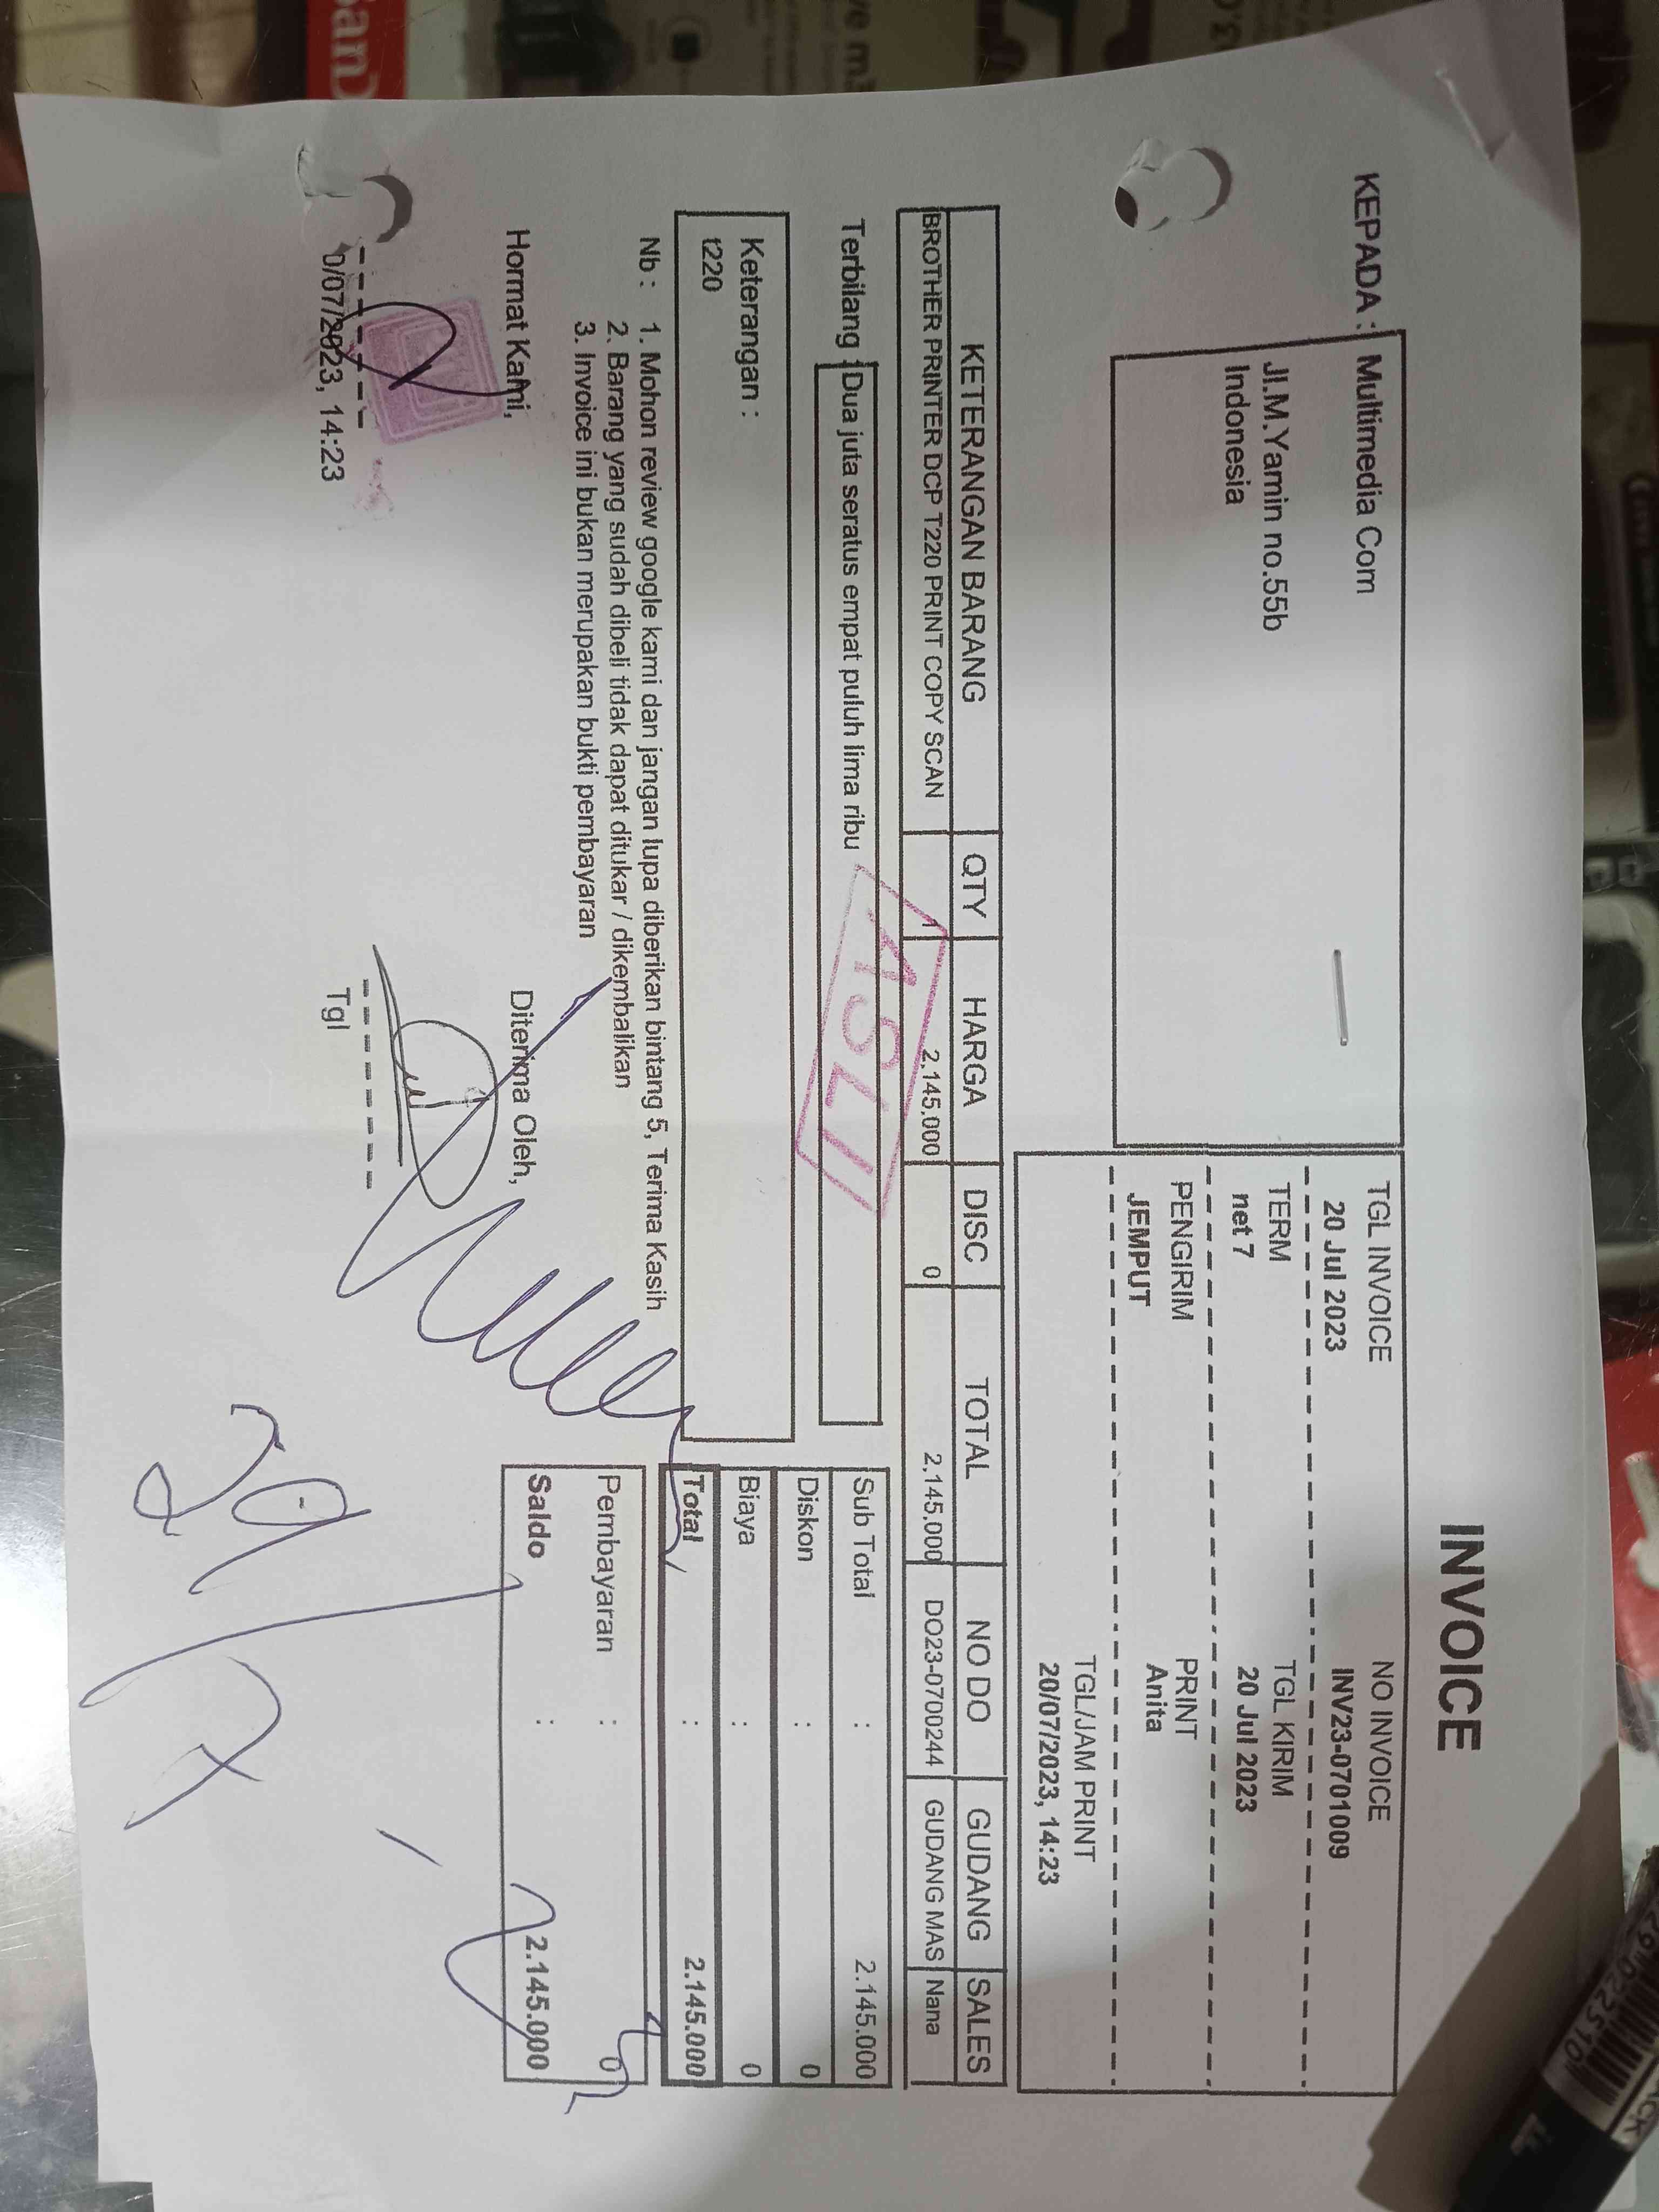 INVOICE
KEPADA : Multimedia Com
Jl.M.Yamin no.55b
Indonesia
TGL INVOICE NO INVOICE
20 Jul 2023 INV23-0701009
TERM TGL KIRIM
net 7 20 Jul 2023
PENGIRIM PRINT
JEMPUT Anita
TGL/JAM PRINT
20/07/2023, 14:23
KETERANGAN BARANG QTY HARGA DISC TOTAL NO DO GUDANG SALES
BROTHER PRINTER DCP T220 PRINT COPY SCAN 1 2,145,000 0 2,145,000 DO23-0700244 GUDANG MAS Nana
Terbilang : Dua juta seratus empat puluh lima ribu
ASLI
Keterangan :
t220
Sub Total : 2.145.000
Diskon : 0
Biaya : 0
Total : 2.145.000
Pembayaran : 0
Saldo : 2.145.000
Nb : 1. Mohon review google kami dan jangan lupa diberikan bintang 5, Terima Kasih
2. Barang yang sudah dibeli tidak dapat ditukar / dikembalikan
3. Invoice ini bukan merupakan bukti pembayaran
Hormat Kami, Diterima Oleh,
0/07/2023, 14:23 Tgl